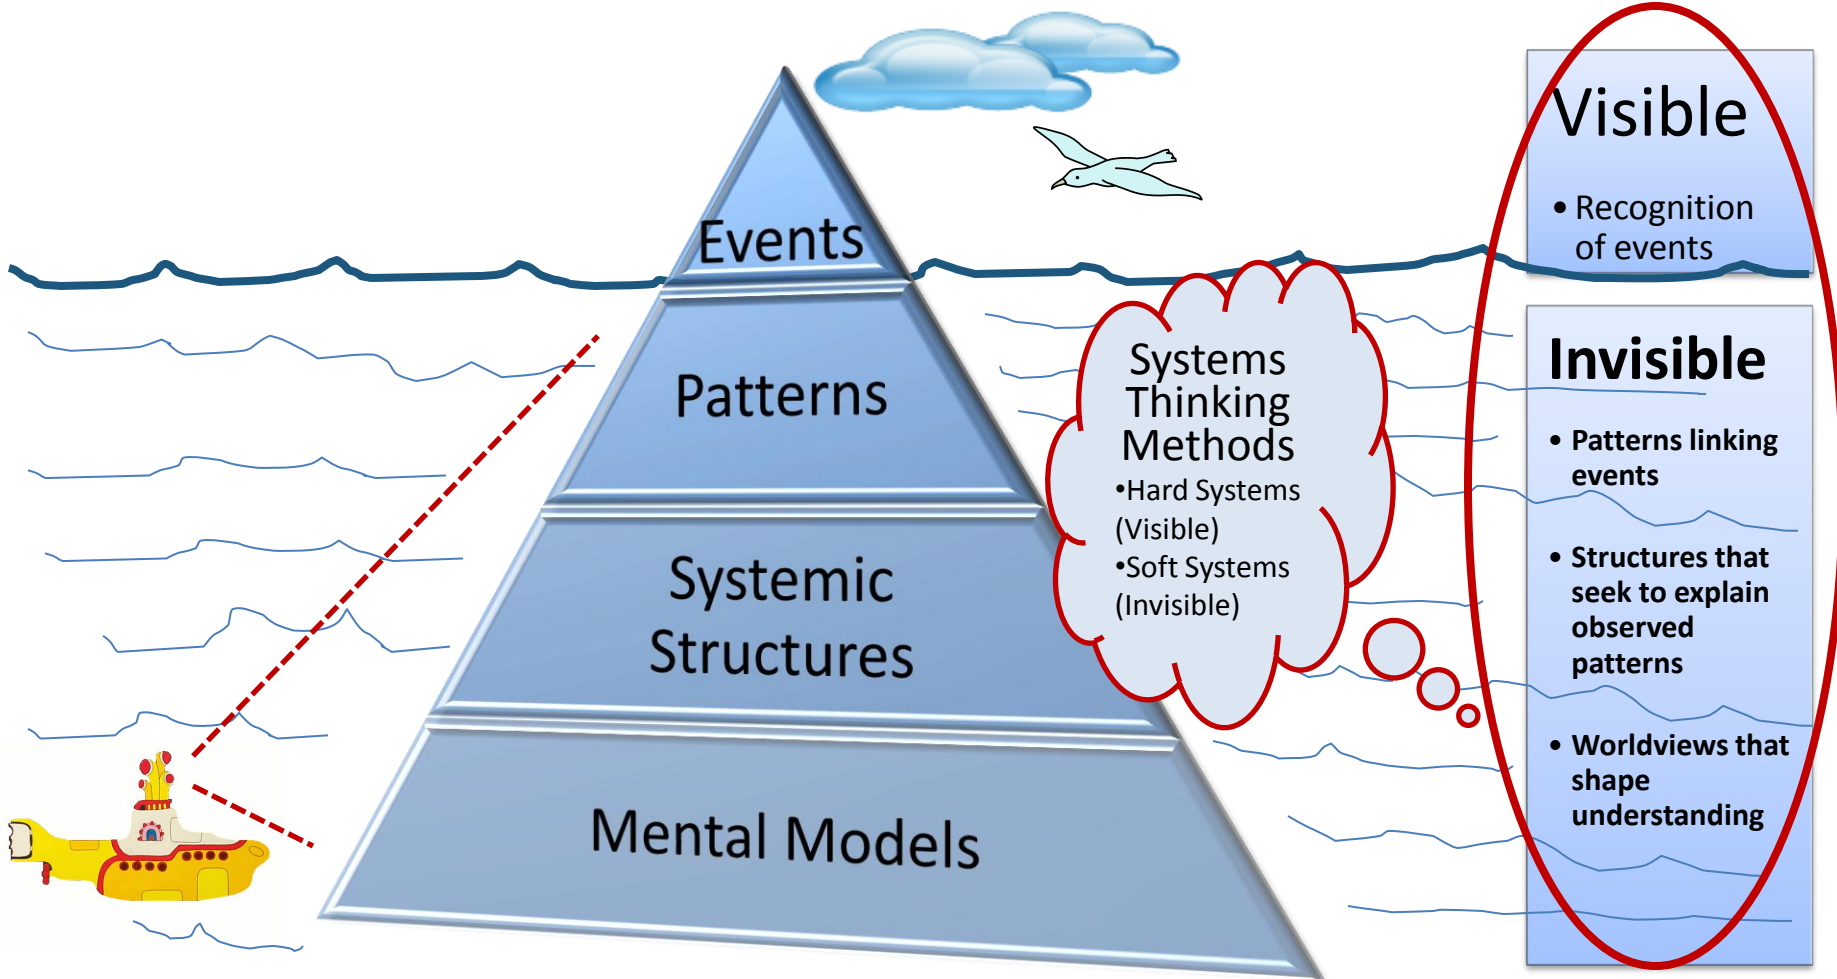 Events
Patterns
Systemic
Structures
Mental Models
Systems
Thinking
Methods
•Hard Systems
(Visible)
•Soft Systems
(Invisible)
Visible
• Recognition
of events
Invisible
• Patterns linking
events
• Structures that
seek to explain
observed
patterns
• Worldviews that
shape
understanding